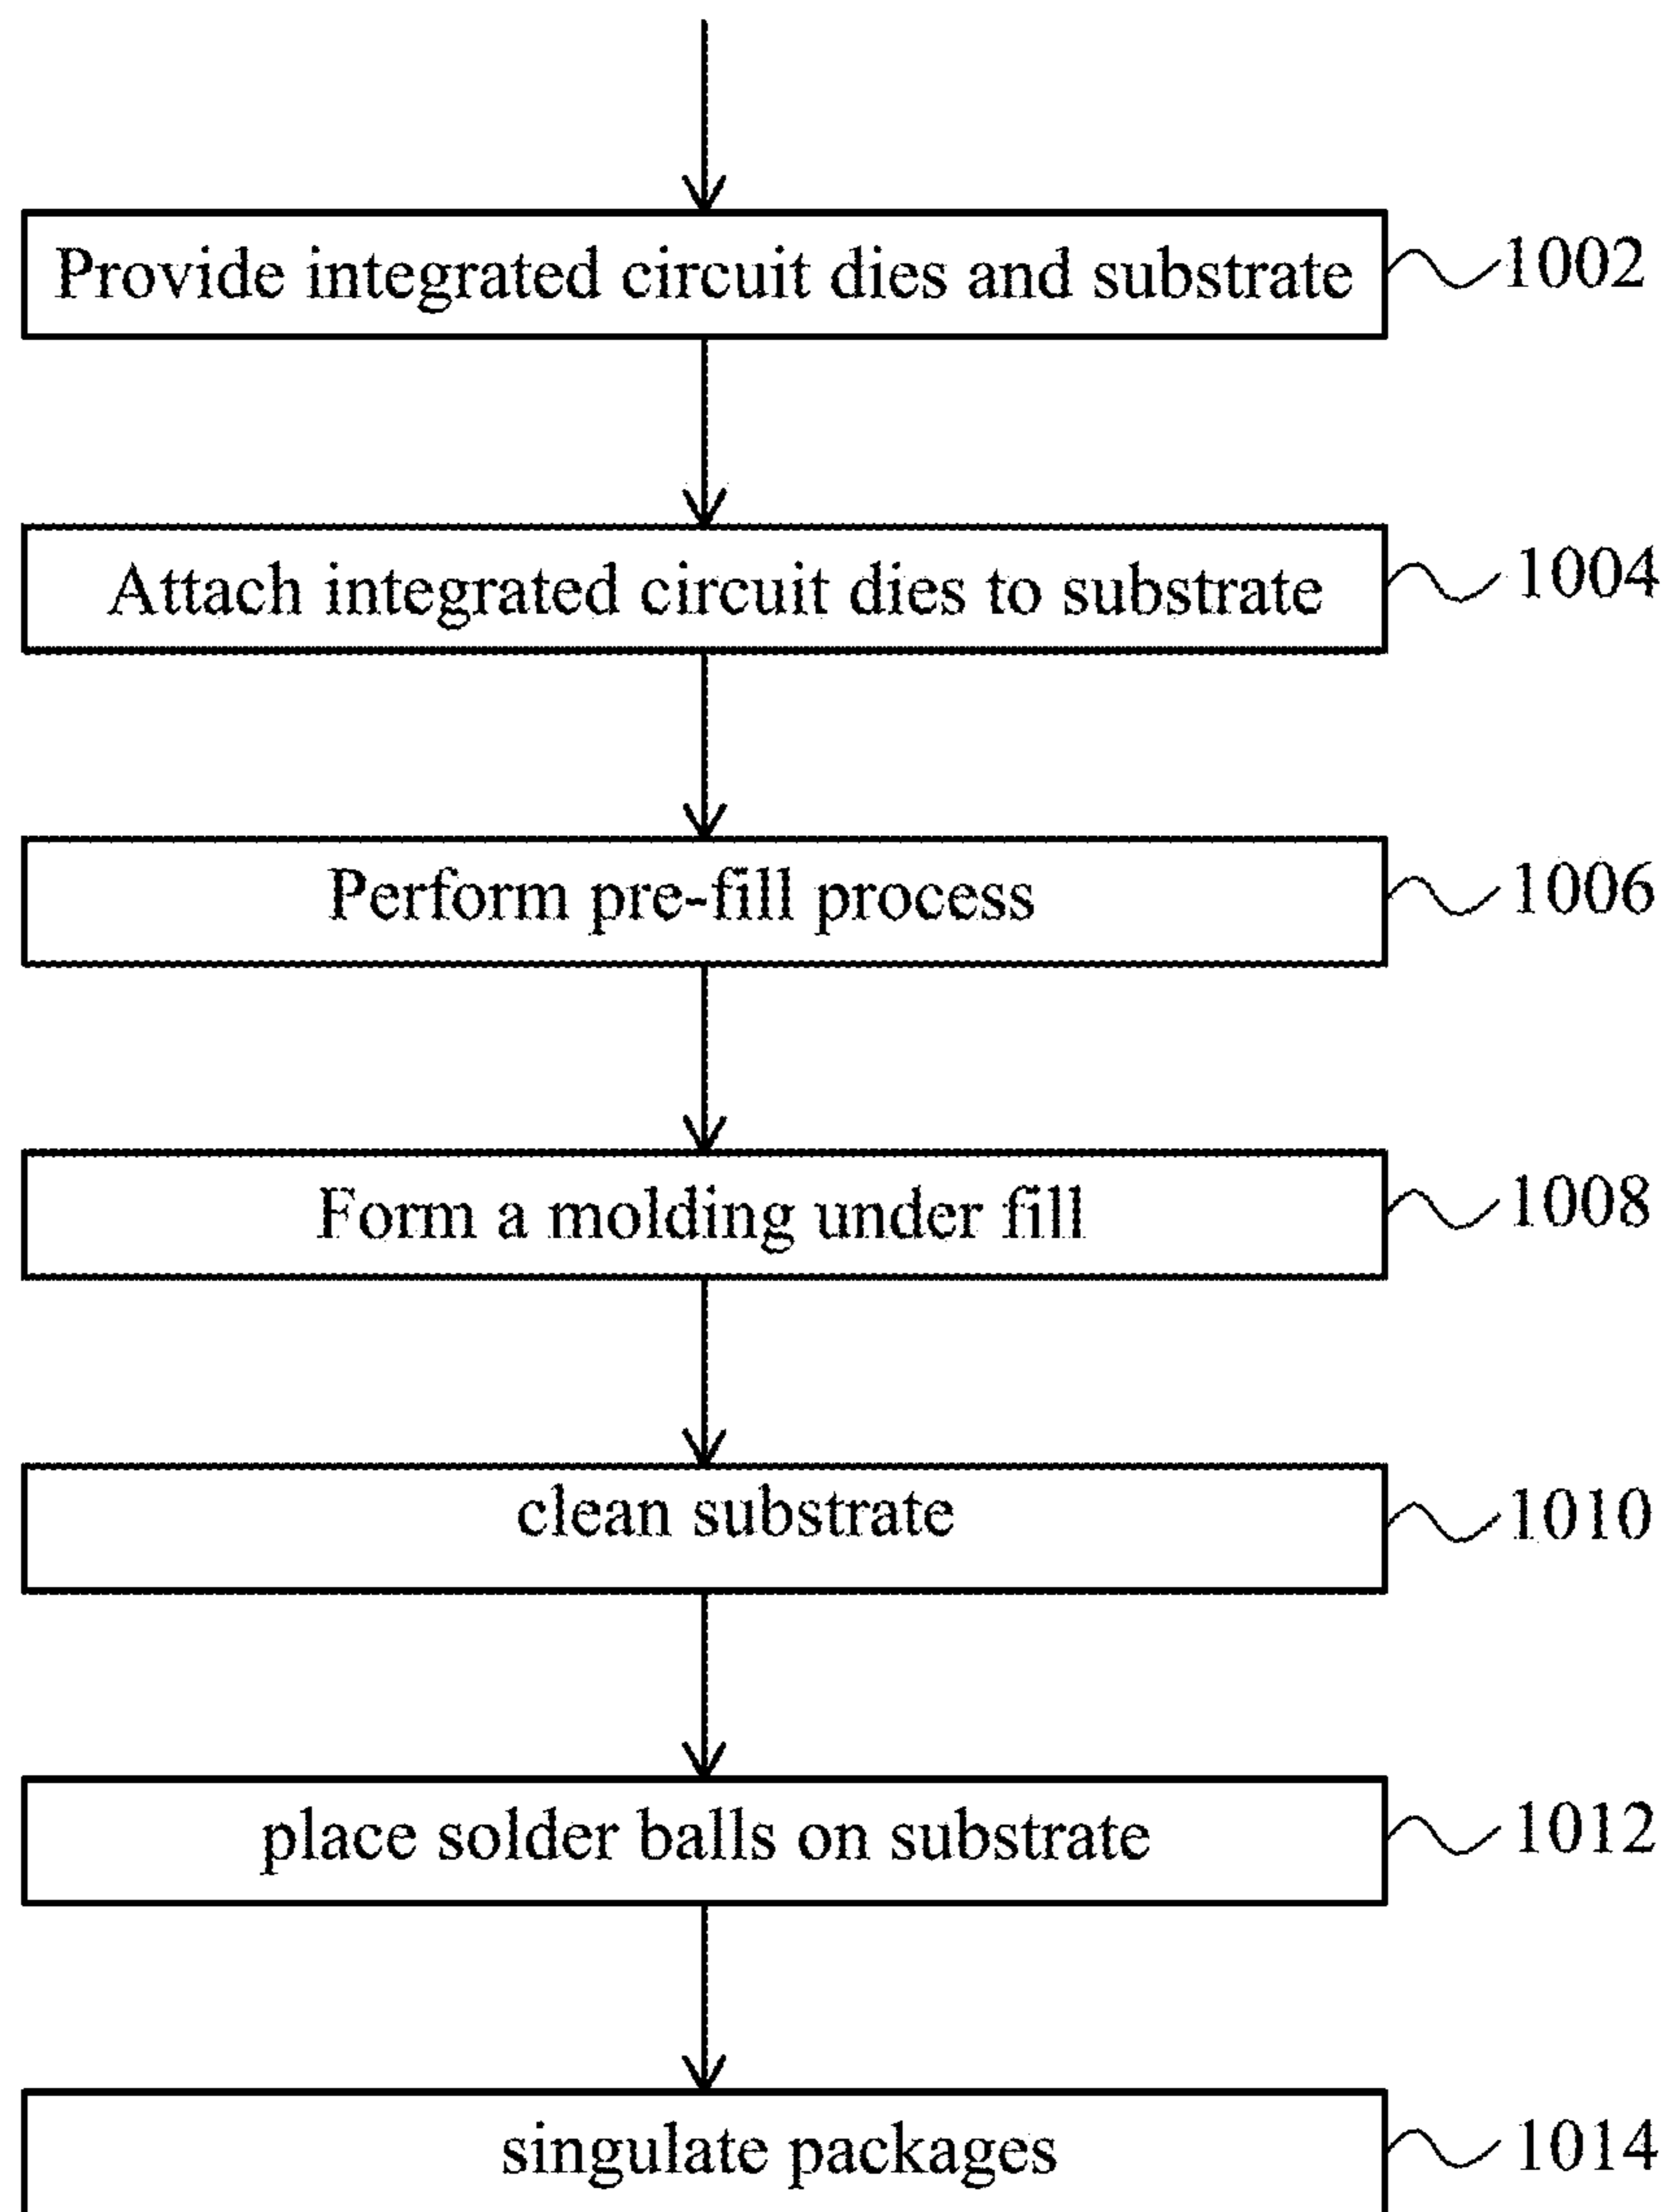 Provide integrated circuit dies and substrate 1002
Attach integrated circuit dies to substrate 1004
Perform pre-fill process 1006
Form a molding under fill 1008
clean substrate 1010
place solder balls on substrate 1012
singulate packages 1014